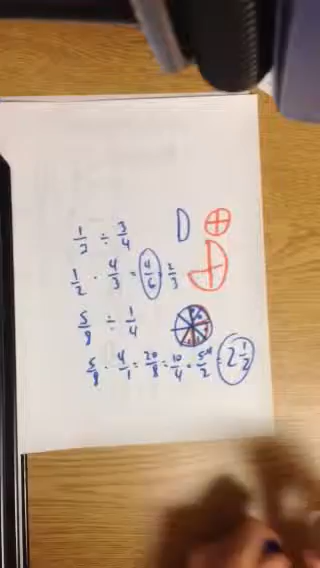 1/2 ÷ 3/4
1/2 · 4/3 = 4/6 = 2/3
5/8 ÷ 1/4
5/8 · 4/1 = 20/8 = 10/4 = 5/2 = 2 1/2